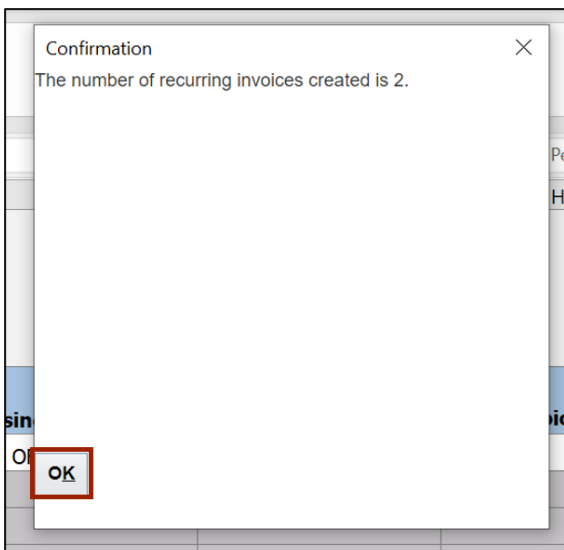 Confirmation
The number of recurring invoices created is 2.
OK